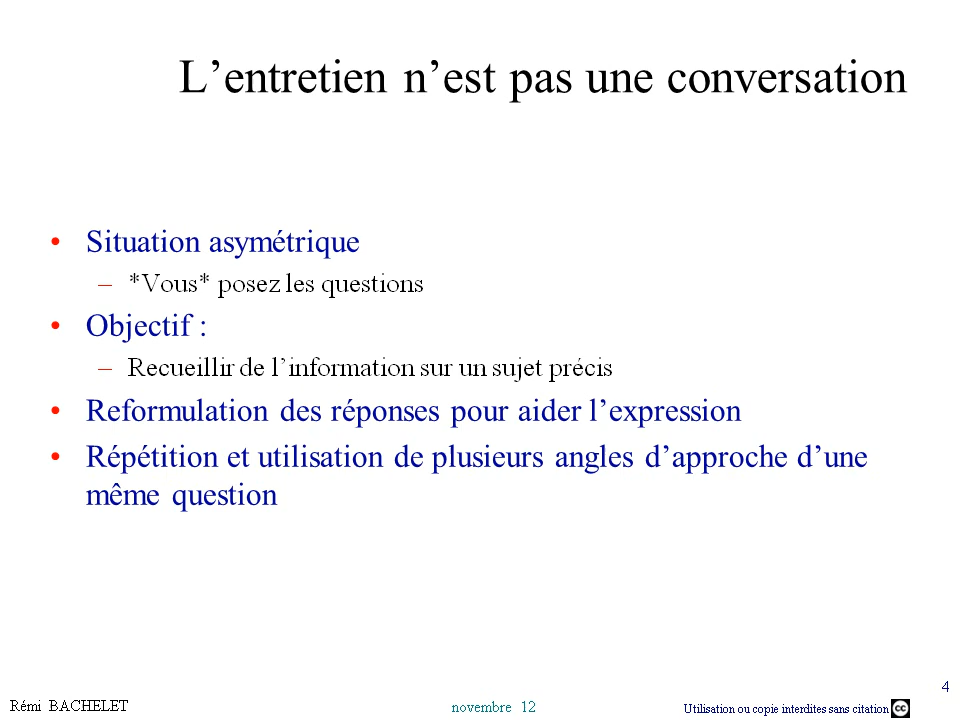 L’entretien n’est pas une conversation
• Situation asymétrique
– *Vous* posez les questions
• Objectif :
– Recueillir de l’information sur un sujet précis
• Reformulation des réponses pour aider l’expression
• Répétition et utilisation de plusieurs angles d’approche d’une
même question
4
Rémi BACHELET
novembre 12
Utilisation ou copie interdites sans citation
cc